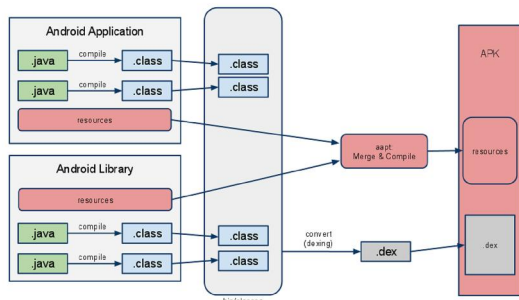 Android Application
.java
compile
.class
.java
compile
.class
resources
Android Library
resources
.java
compile
.class
.java
compile
.class
.class
.class
.class
.class
aapt
Merge & Compile
convert
(dexing)
.dex
APK
resources
.dex